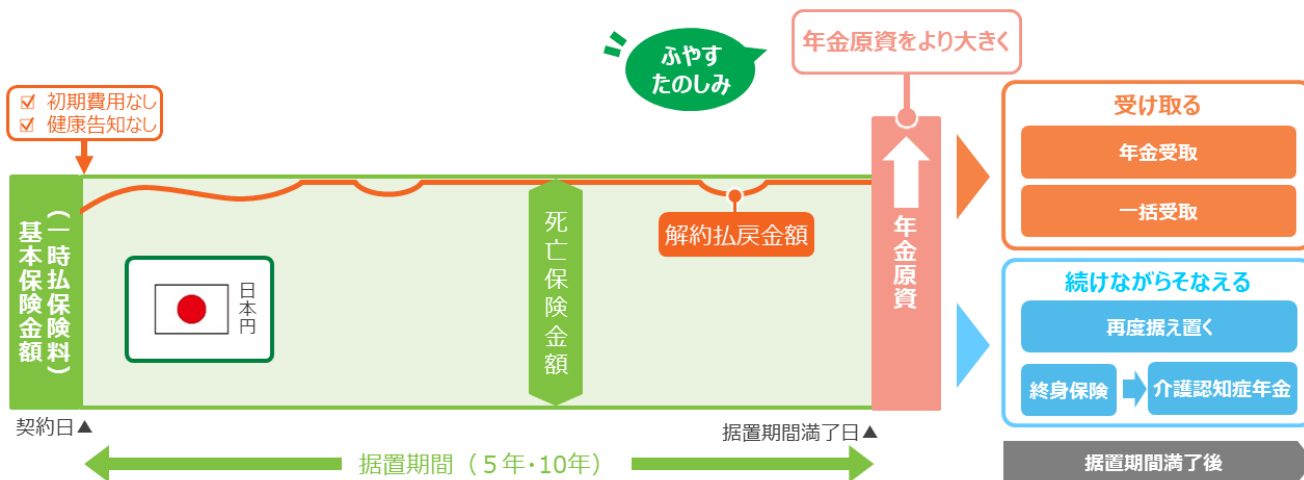 ふやす
たのしみ
年金原資をより大きく
☑ 初期費用なし
☑ 健康告知なし
基本保険金額
(一時払保険料)
日本円
死亡保険金額
解約払戻金額
年金原資
受け取る
年金受取
一括受取
続けながらそなえる
再度据え置く
終身保険
介護認知症年金
契約日▲
据置期間満了日▲
据置期間(5年・10年)
据置期間満了後